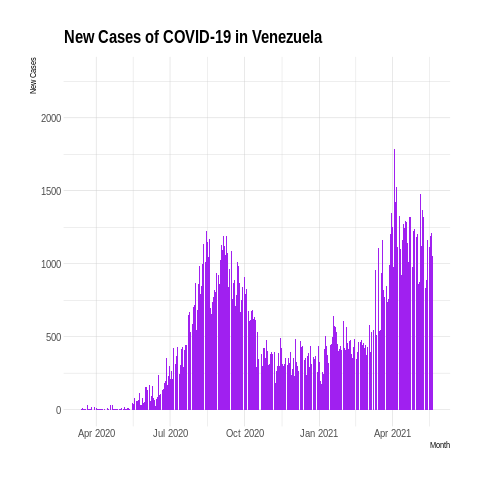 New Cases of COVID-19 in Venezuela
New Cases
2000
1500
1000
500
0
Apr 2020 Jul 2020 Oct 2020 Jan 2021 Apr 2021
Month